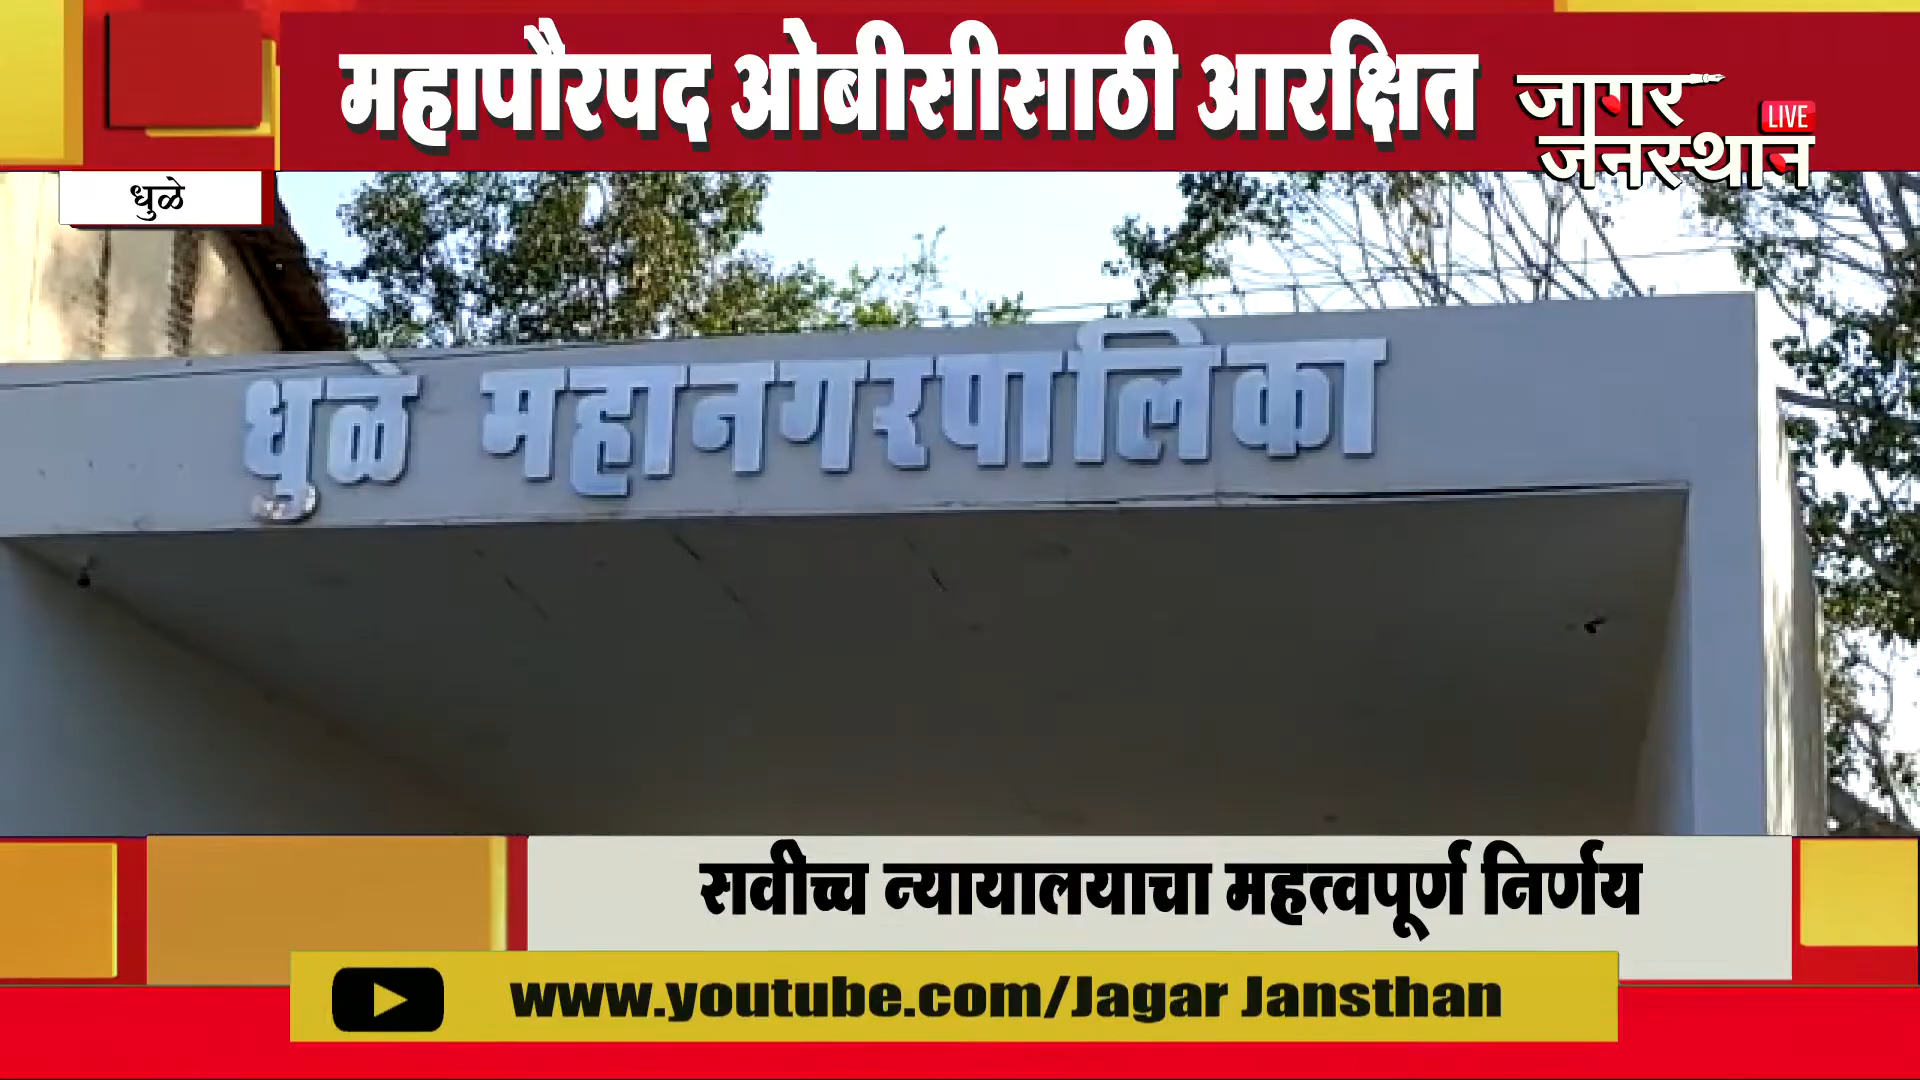 महापौरपद ओबीसीसाठी आरक्षित
जागर
LIVE
जनस्थान
धुळे
धुळे महानगरपालिका
सर्वोच्च न्यायालयाचा महत्वपूर्ण निर्णय
www.youtube.com/Jagar Jansthan